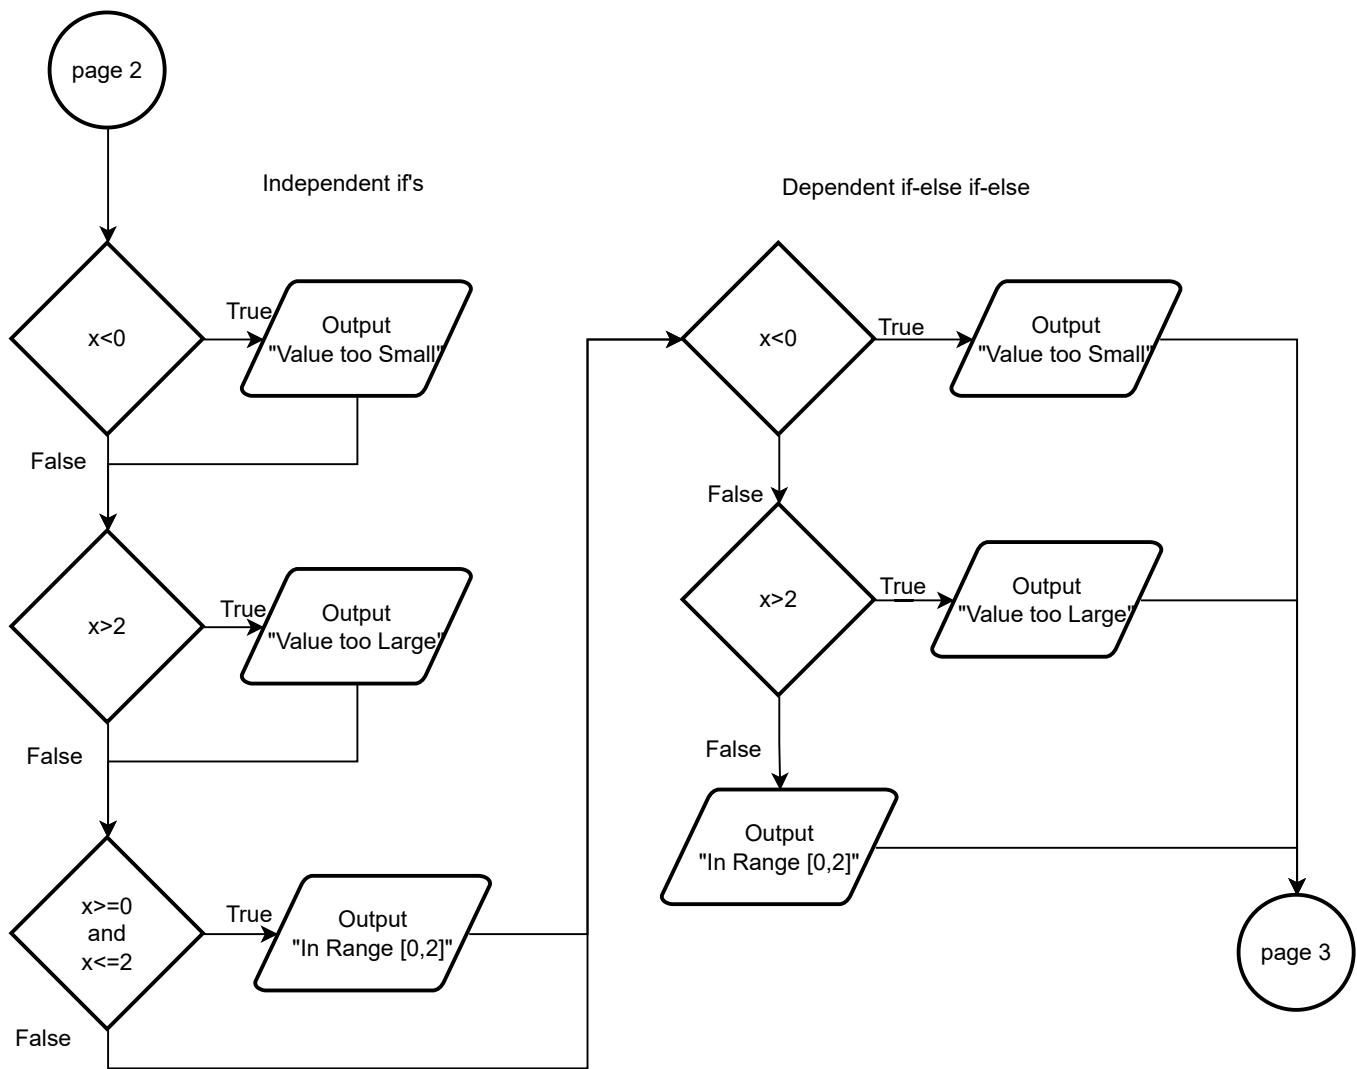 page 2
Independent if's
x<0
True
Output
"Value too Small"
False
x>2
True
Output
"Value too Large"
False
x>=0
and
x<=2
True
Output
"In Range [0,2]"
False
Dependent if-else if-else
x<0
True
Output
"Value too Small"
False
x>2
True
Output
"Value too Large"
False
Output
"In Range [0,2]"
page 3